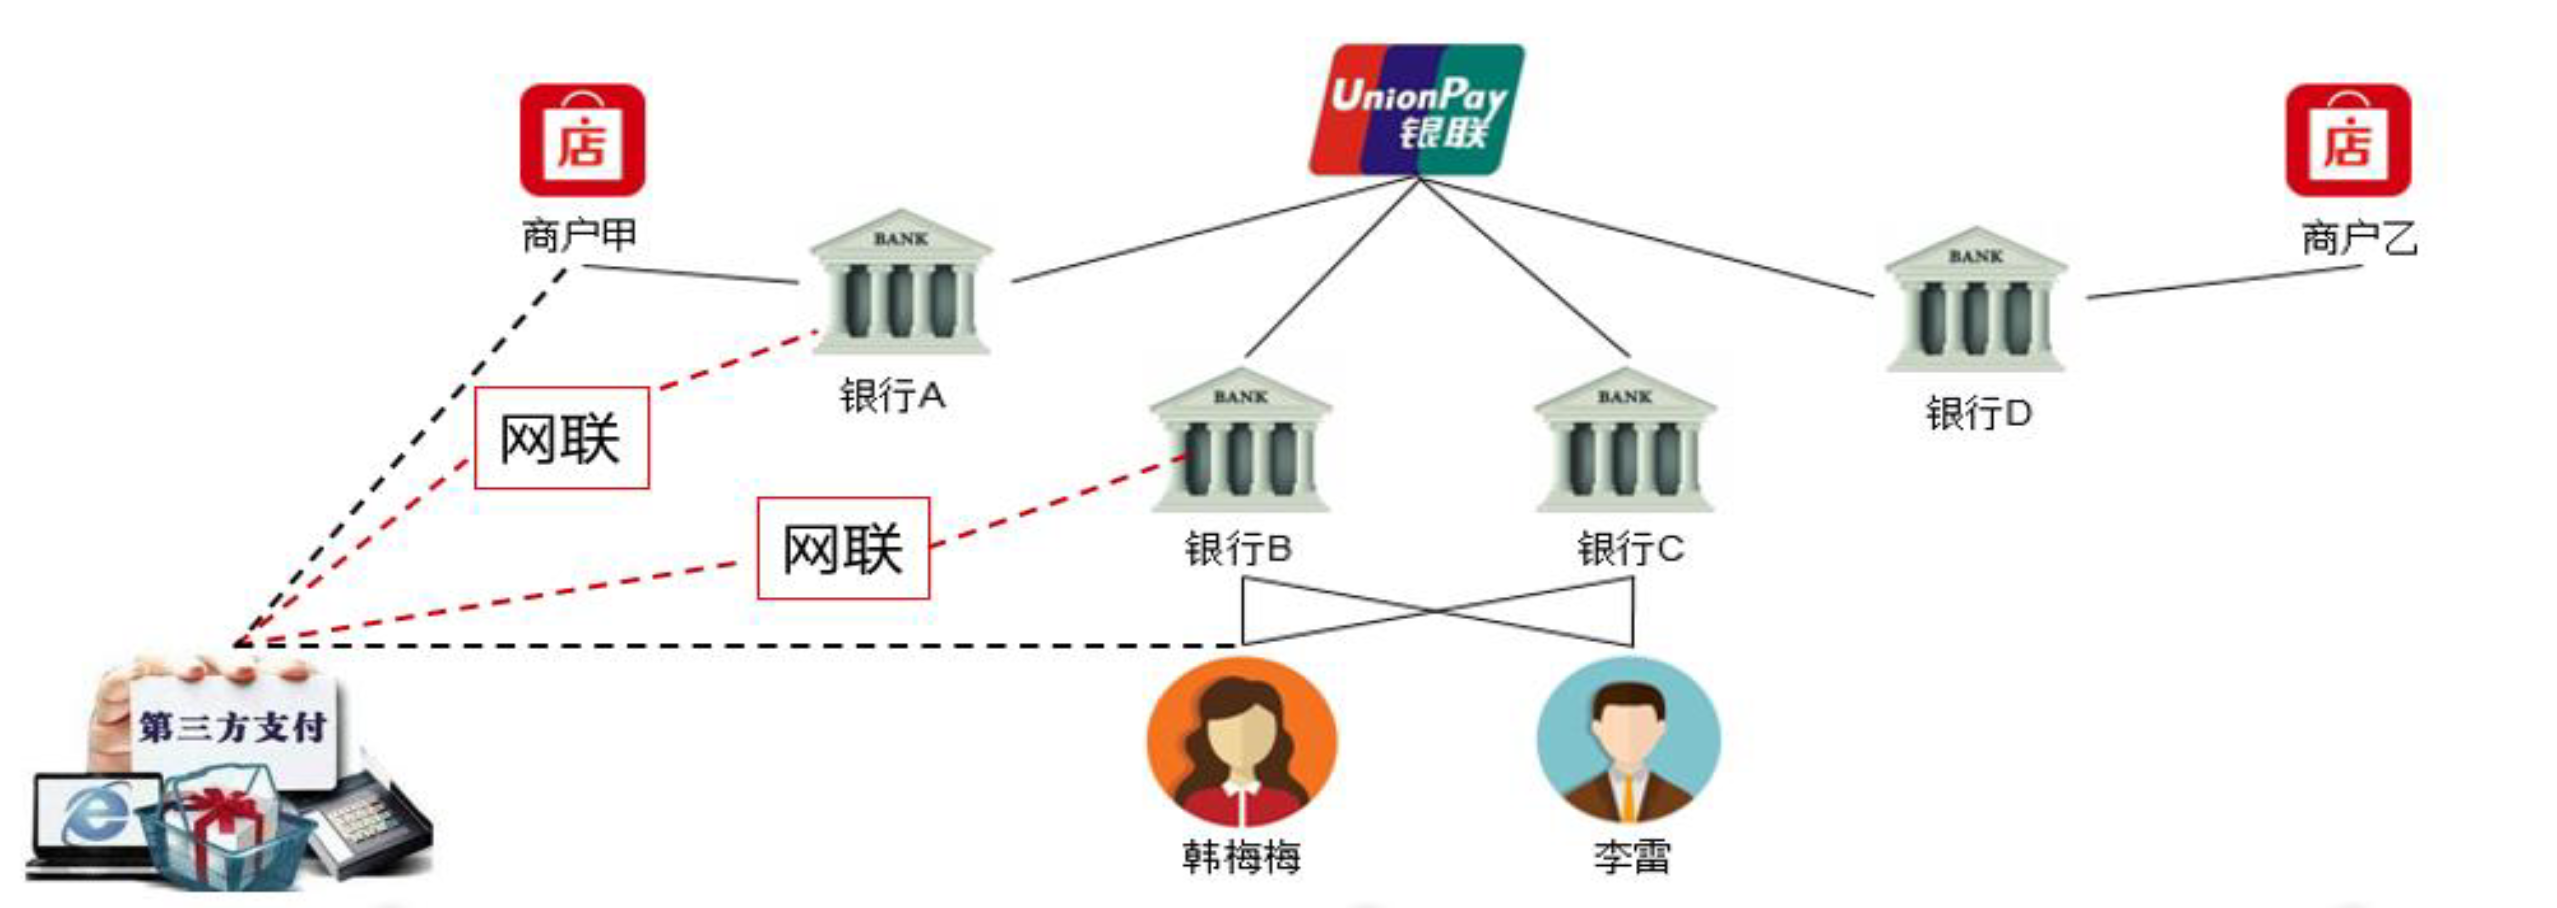 UnionPay
银联
店
店
商户甲
商户乙
BANK
BANK
银行A
银行D
BANK
BANK
网联
网联
银行B
银行C
第三方支付
韩梅梅
李雷